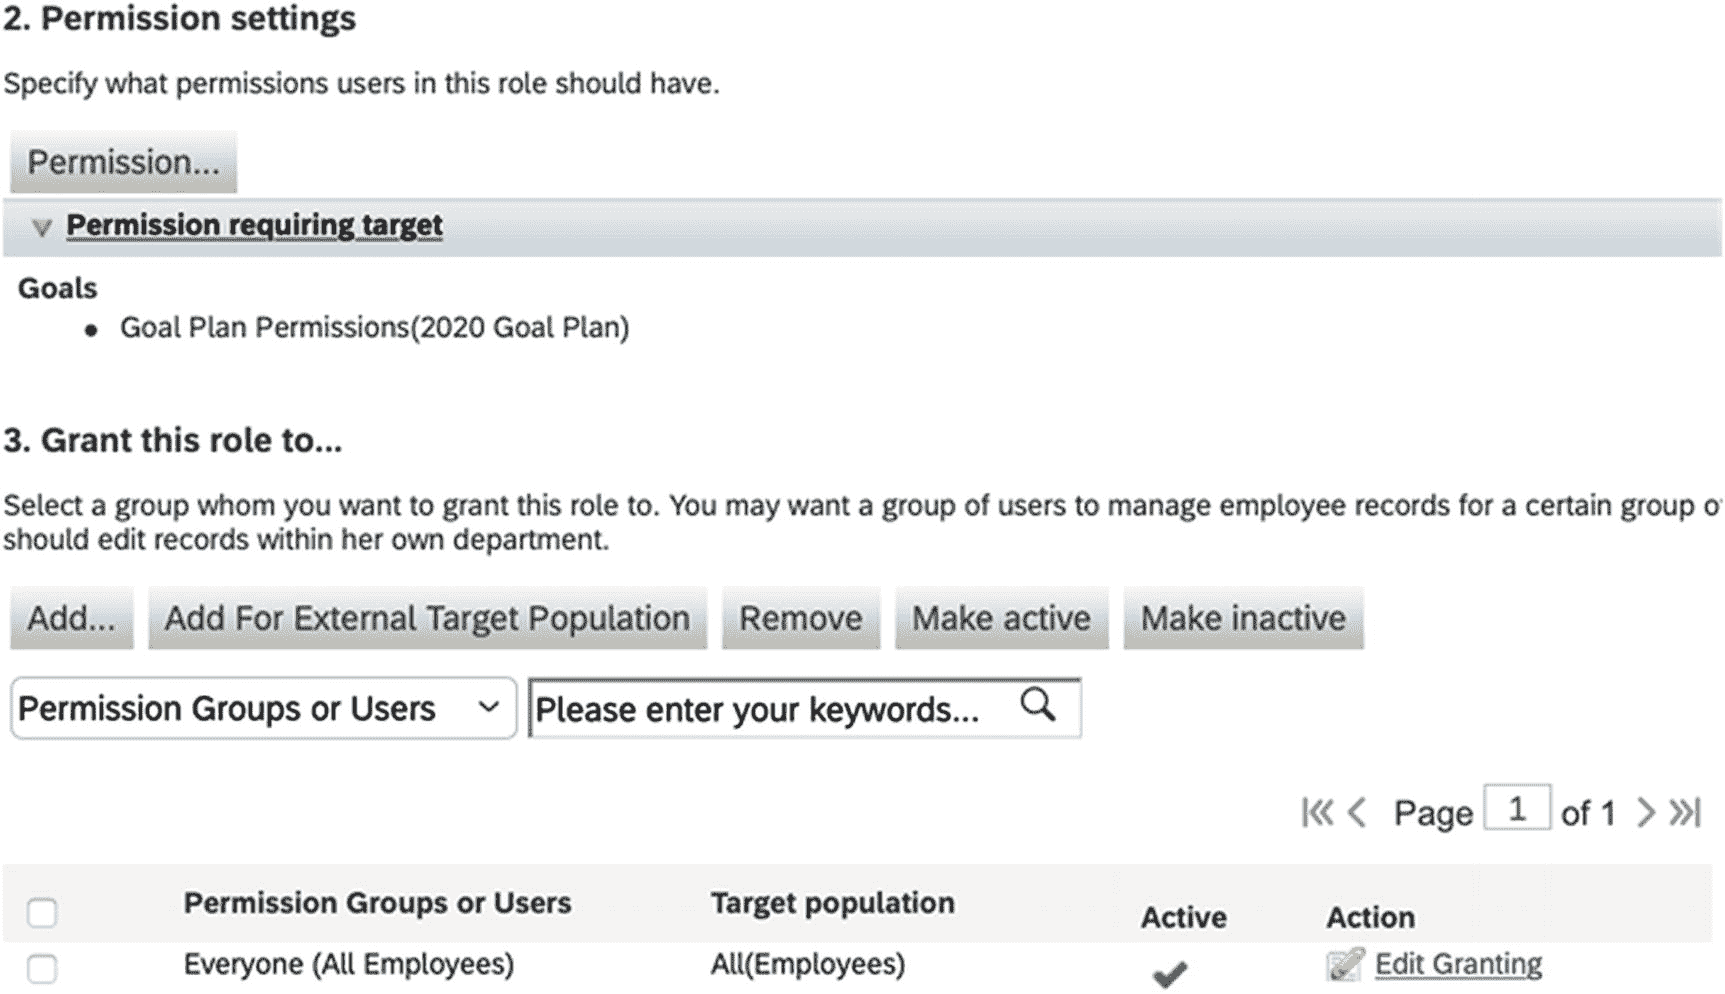 2. Permission settings
Specify what permissions users in this role should have.
Permission...
Permission requiring target
Goals
• Goal Plan Permissions(2020 Goal Plan)
3. Grant this role to...
Select a group whom you want to grant this role to. You may want a group of users to manage employee records for a certain group o
should edit records within her own department.
Add... Add For External Target Population Remove Make active Make inactive
Permission Groups or Users Please enter your keywords...
Page 1 of 1
Permission Groups or Users Target population Active Action
Everyone (All Employees) All(Employees) Edit Granting